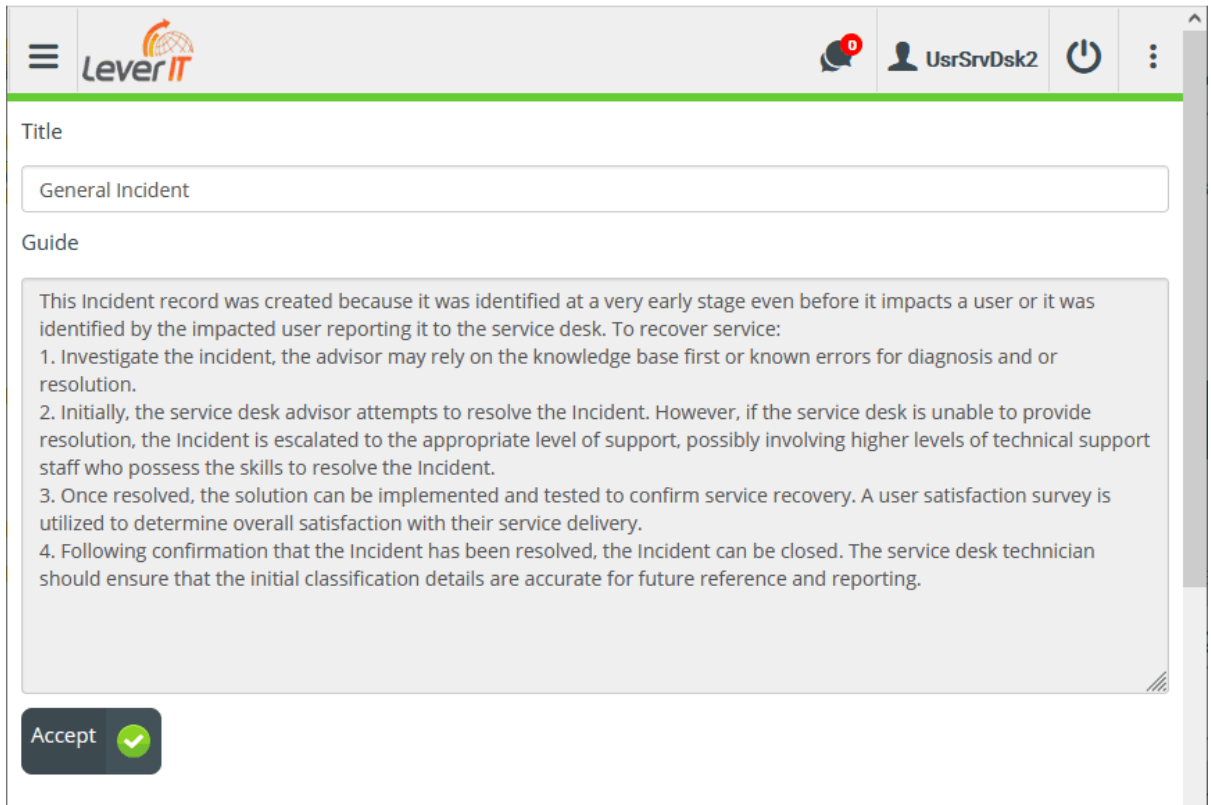 LeverIT
0
UsrSrvDsk2
Title
General Incident
Guide
This Incident record was created because it was identified at a very early stage even before it impacts a user or it was
identified by the impacted user reporting it to the service desk. To recover service:
1. Investigate the incident, the advisor may rely on the knowledge base first or known errors for diagnosis and or
resolution.
2. Initially, the service desk advisor attempts to resolve the Incident. However, if the service desk is unable to provide
resolution, the Incident is escalated to the appropriate level of support, possibly involving higher levels of technical support
staff who possess the skills to resolve the Incident.
3. Once resolved, the solution can be implemented and tested to confirm service recovery. A user satisfaction survey is
utilized to determine overall satisfaction with their service delivery.
4. Following confirmation that the Incident has been resolved, the Incident can be closed. The service desk technician
should ensure that the initial classification details are accurate for future reference and reporting.
Accept